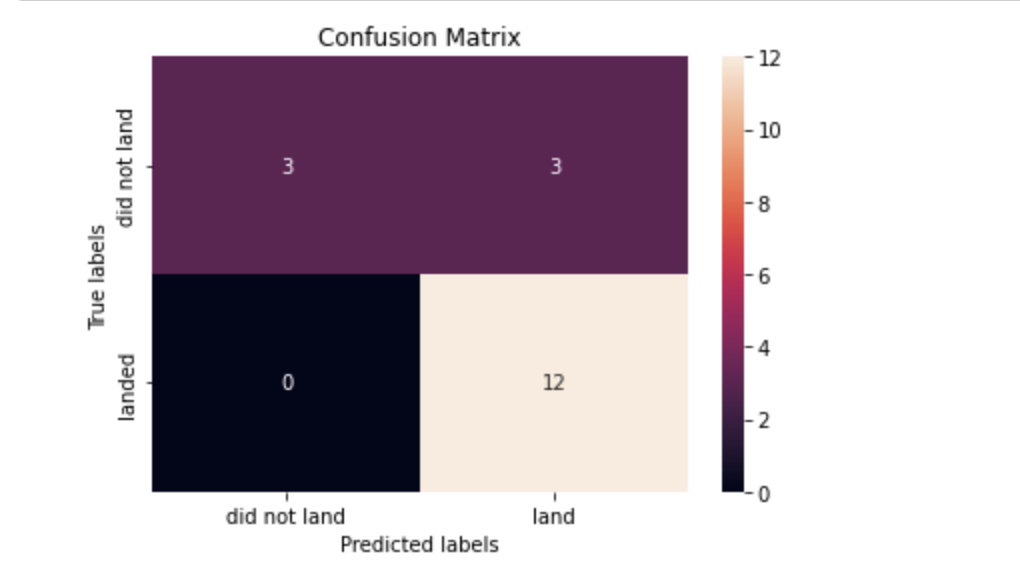 Confusion Matrix
True labels
did not land
landed
3
3
0
12
did not land
land
Predicted labels
12
10
8
6
4
2
0